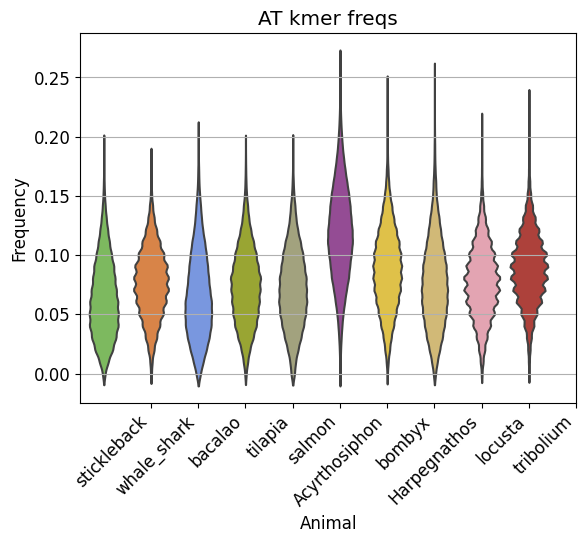 AT kmer freqs
Frequency
0.25
0.20
0.15
0.10
0.05
0.00
stickleback
whale_shark
bacalao
tilapia
salmon
Acyrthosiphon
bombyx
Harpegnathos
locusta
tribolium
Animal